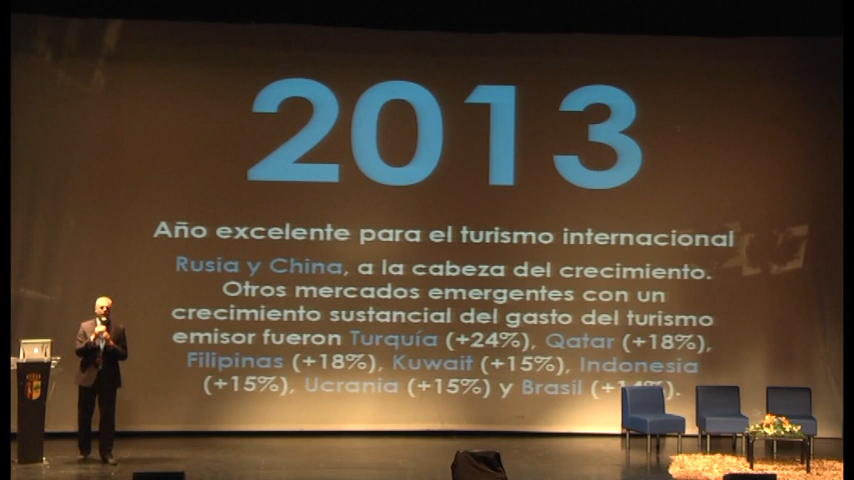 2013
Año excelente para el turismo internacional
Rusia y China, a la cabeza del crecimiento.
Otros mercados emergentes con un
crecimiento sustancial del gasto del turismo
emisor fueron Turquía (+24%), Qatar (+18%),
Filipinas (+18%), Kuwait (+15%), Indonesia
(+15%), Ucrania (+15%) y Brasil (+14%).